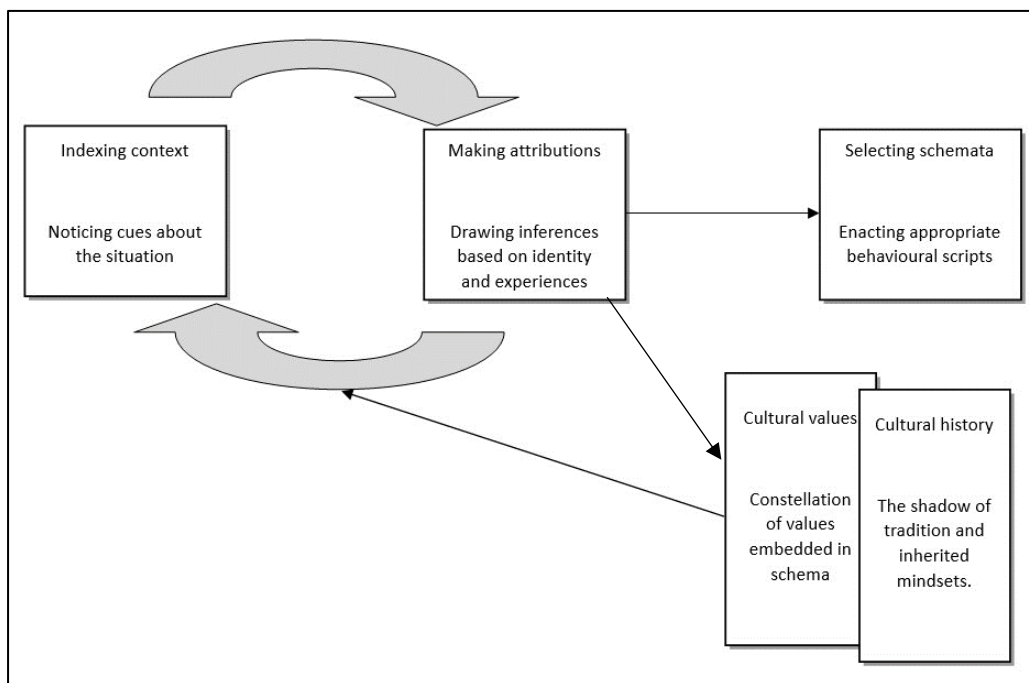 Indexing context
Noticing cues about
the situation
Making attributions
Drawing inferences
based on identity
and experiences
Selecting schemata
Enacting appropriate
behavioural scripts
Cultural values
Constellation
of values
embedded in
schema
Cultural history
The shadow of
tradition and
inherited
mindsets.